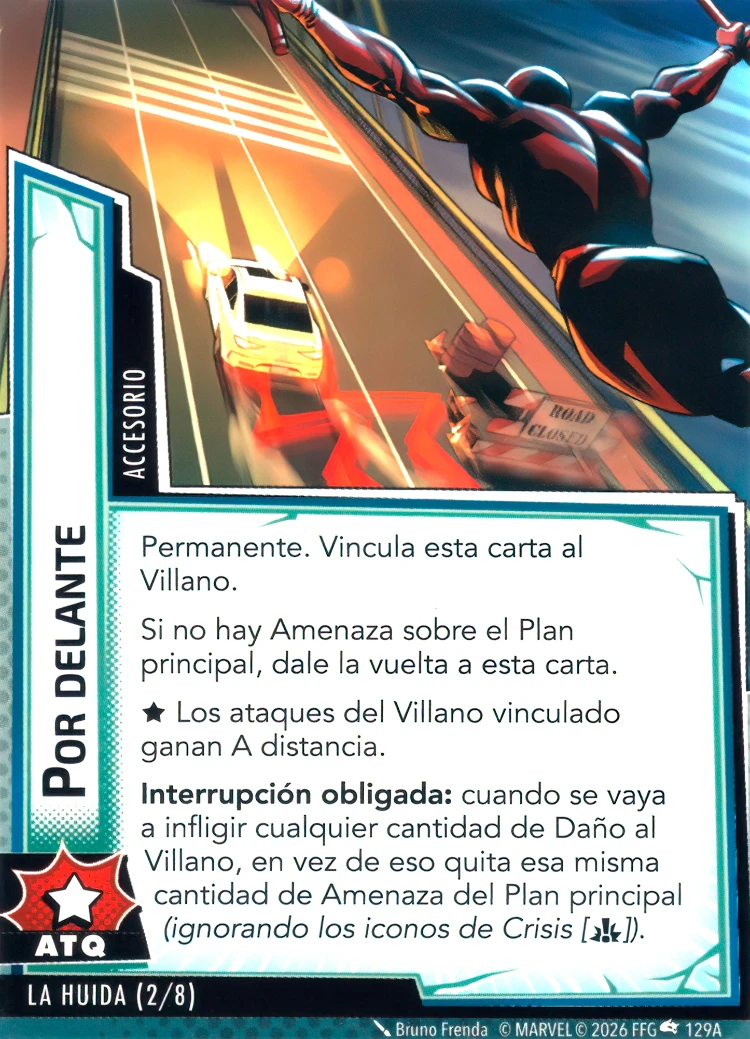 ROAD
CLOSED
ACCESORIO
POR DELANTE
Permanente. Vincula esta carta al
Villano.
Si no hay Amenaza sobre el Plan
principal, dale la vuelta a esta carta.
★ Los ataques del Villano vinculado
ganan A distancia.
Interrupción obligada: cuando se vaya
a infligir cualquier cantidad de Daño al
Villano, en vez de eso quita esa misma
cantidad de Amenaza del Plan principal
(ignorando los iconos de Crisis [!]).
ATQ
LA HUIDA (2/8)
Bruno Frenda © MARVEL © 2026 FFG 129A